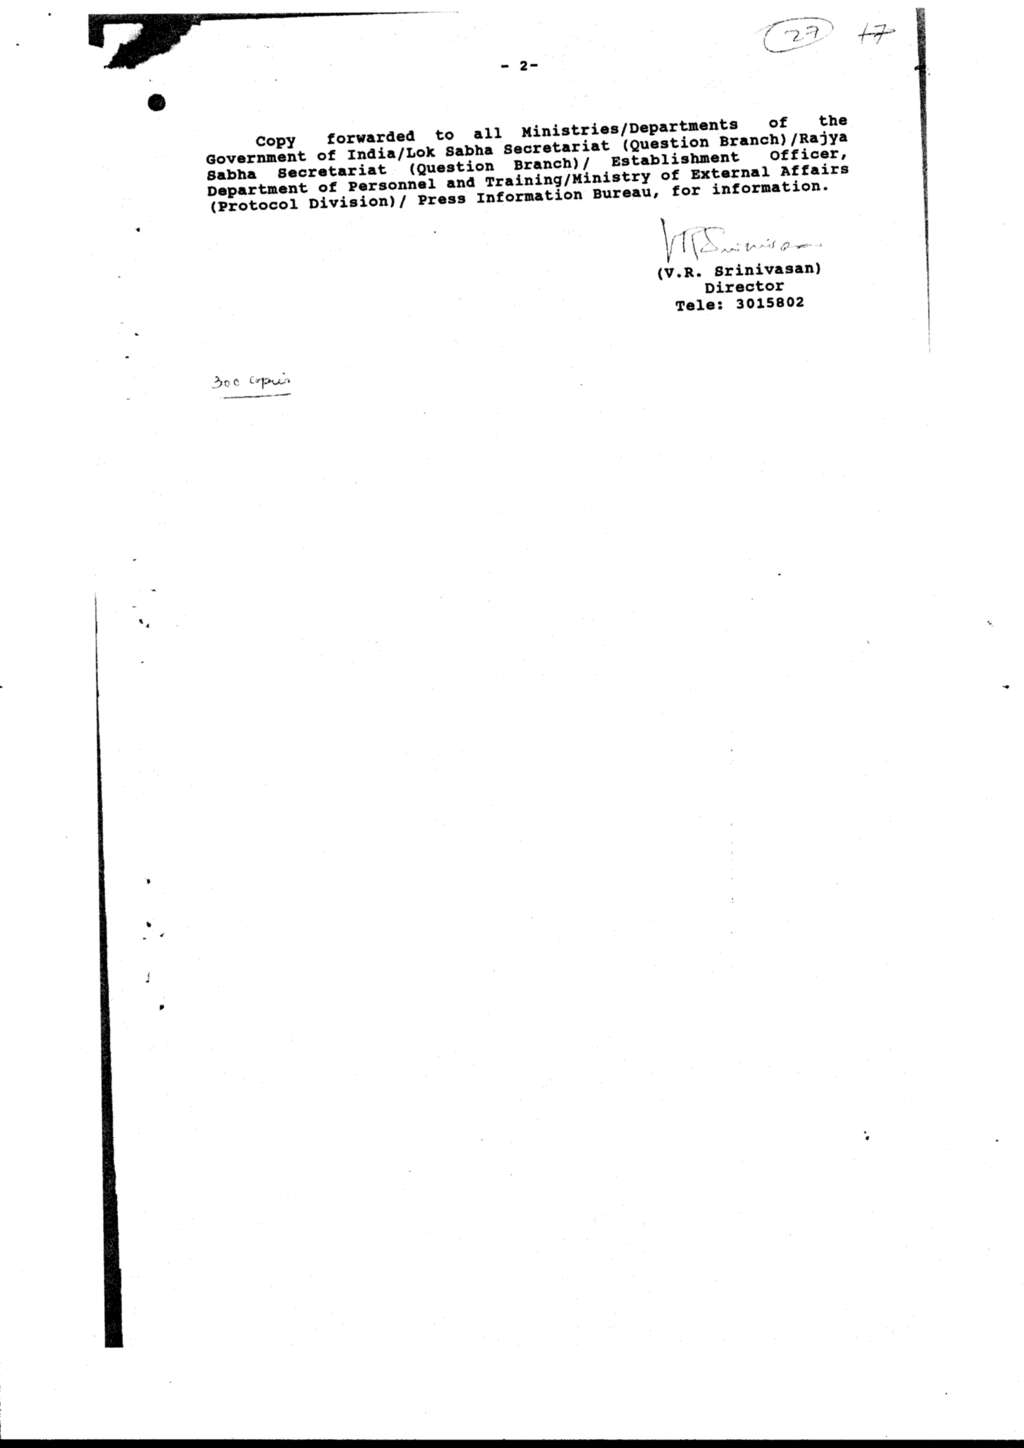 27 17
- 2-
Copy forwarded to all Ministries/Departments of the
Government of India/Lok Sabha Secretariat (Question Branch)/Rajya
Sabha Secretariat (Question Branch)/ Establishment Officer,
Department of Personnel and Training/Ministry of External Affairs
(Protocol Division)/ Press Information Bureau, for information.
VRSrinivasan
(V.R. Srinivasan)
Director
Tele: 3015802
300 copies